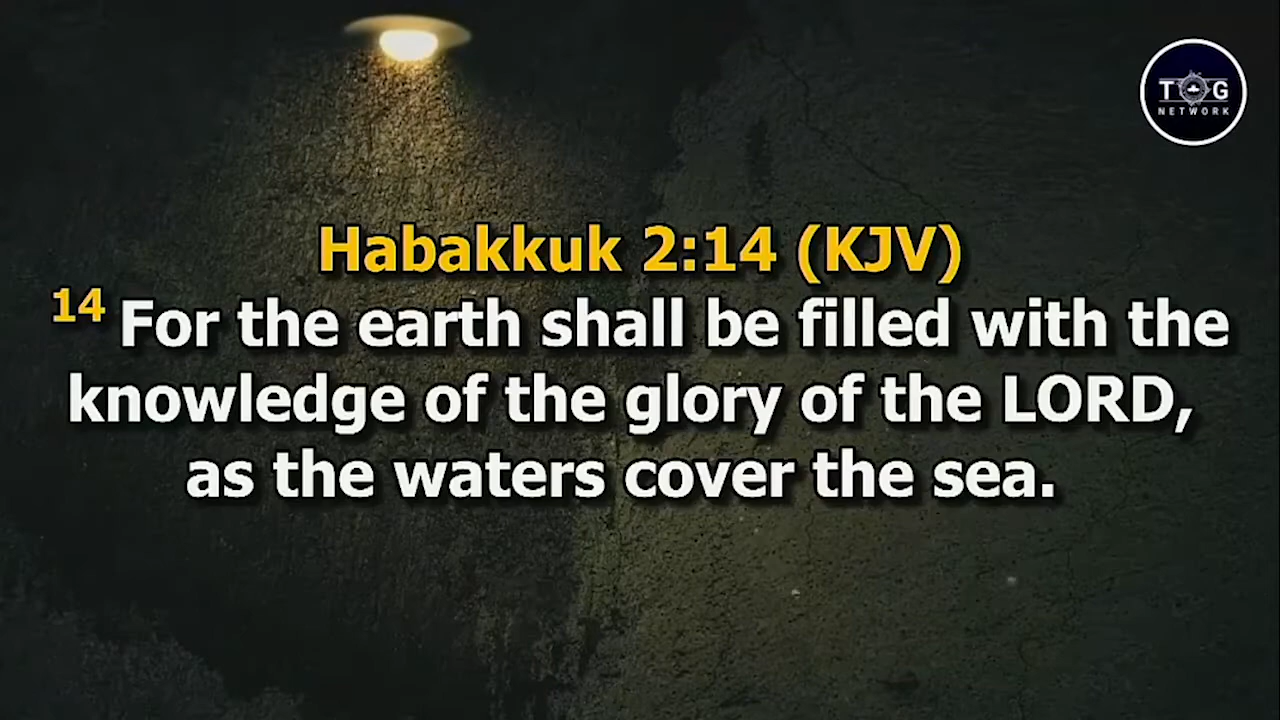 T G
NETWORK
Habakkuk 2:14 (KJV)
14 For the earth shall be filled with the
knowledge of the glory of the LORD,
as the waters cover the sea.